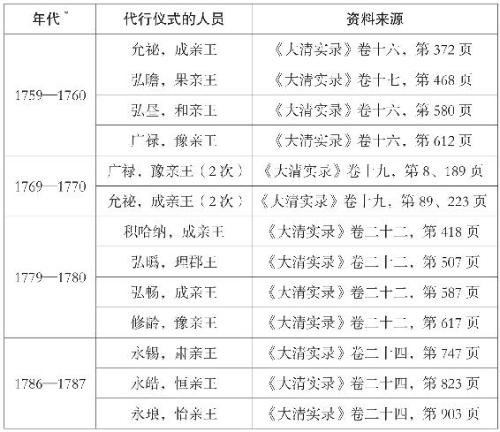 年代* 代行仪式的人员 资料来源
1759—1760
允祕，成亲王 《大清实录》卷十六，第 372 页
弘瞻，果亲王 《大清实录》卷十七，第 468 页
弘昼，和亲王 《大清实录》卷十六，第 580 页
广禄，豫亲王 《大清实录》卷十六，第 612 页
1769—1770
广禄，豫亲王（2 次） 《大清实录》卷十九，第 8、189 页
允祕，成亲王（2 次） 《大清实录》卷十九，第 89、223 页
1779—1780
积哈纳，成亲王 《大清实录》卷二十二，第 418 页
弘㬙，理郡王 《大清实录》卷二十二，第 507 页
弘畅，成亲王 《大清实录》卷二十二，第 587 页
修龄，豫亲王 《大清实录》卷二十二，第 617 页
1786—1787
永锡，肃亲王 《大清实录》卷二十四，第 747 页
永皓，恒亲王 《大清实录》卷二十四，第 823 页
永琅，怡亲王 《大清实录》卷二十四，第 903 页